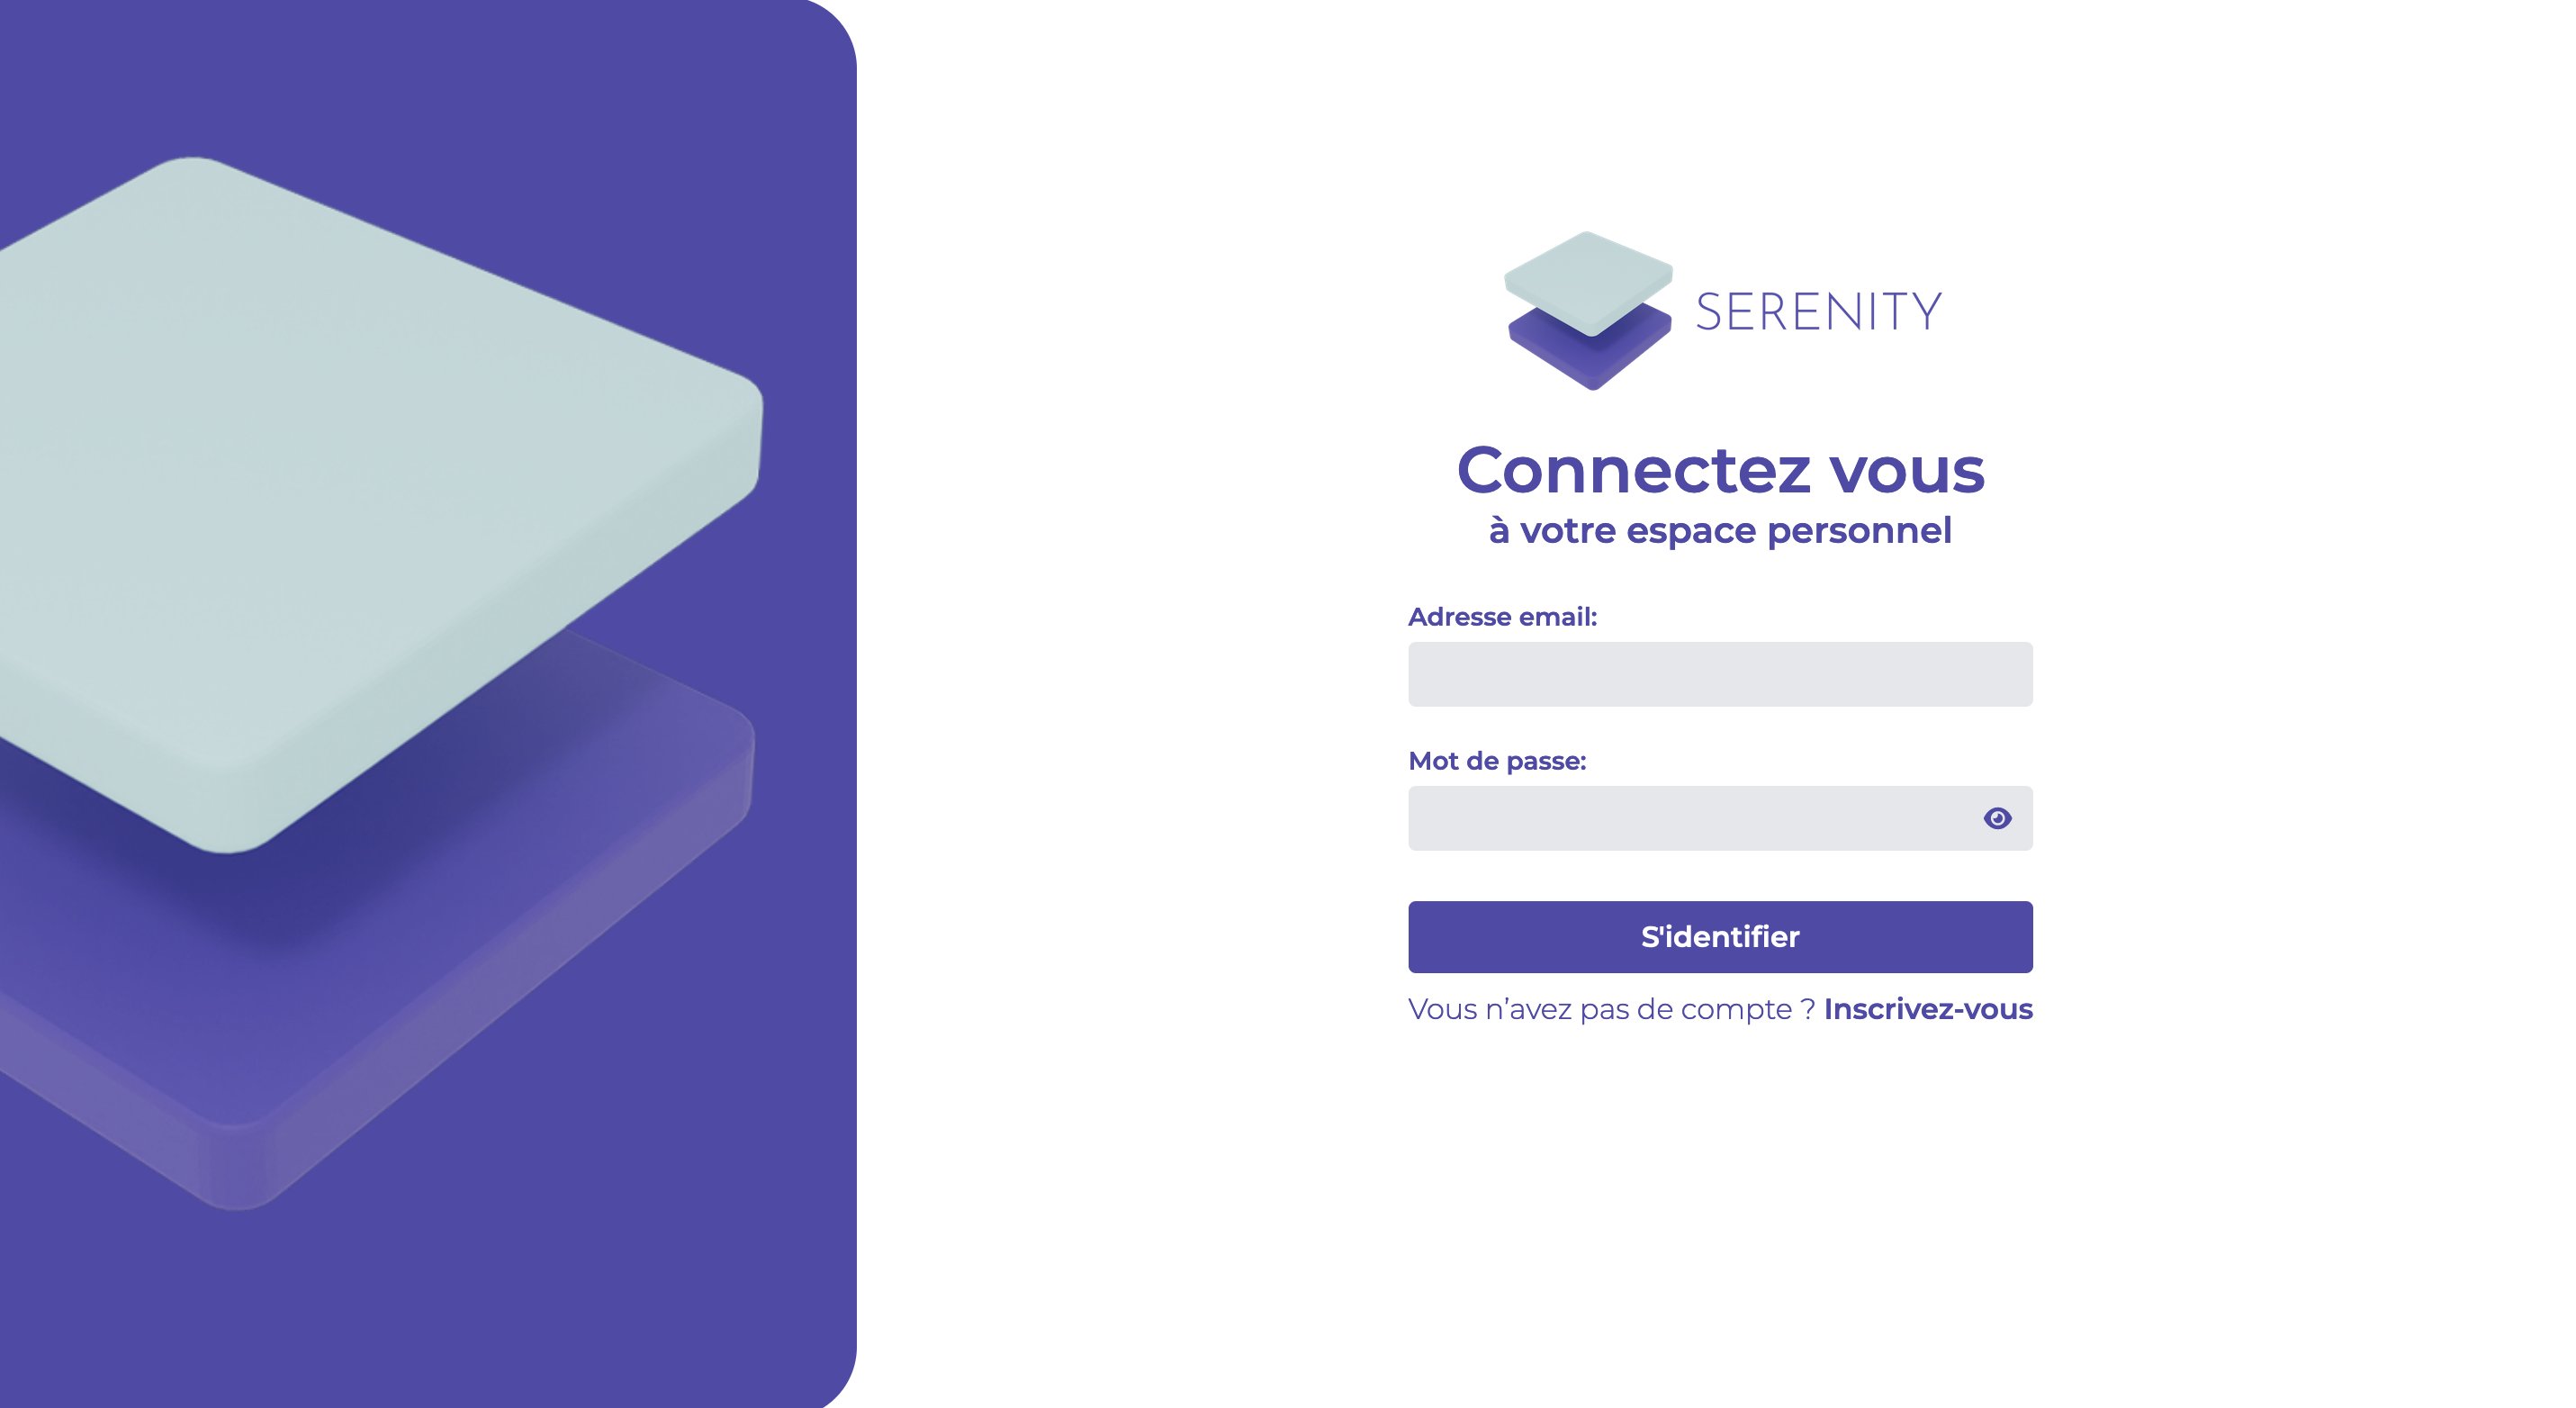 SERENITY
Connectez vous
à votre espace personnel
Adresse email:
Mot de passe:
S'identifier
Vous n’avez pas de compte ? Inscrivez-vous